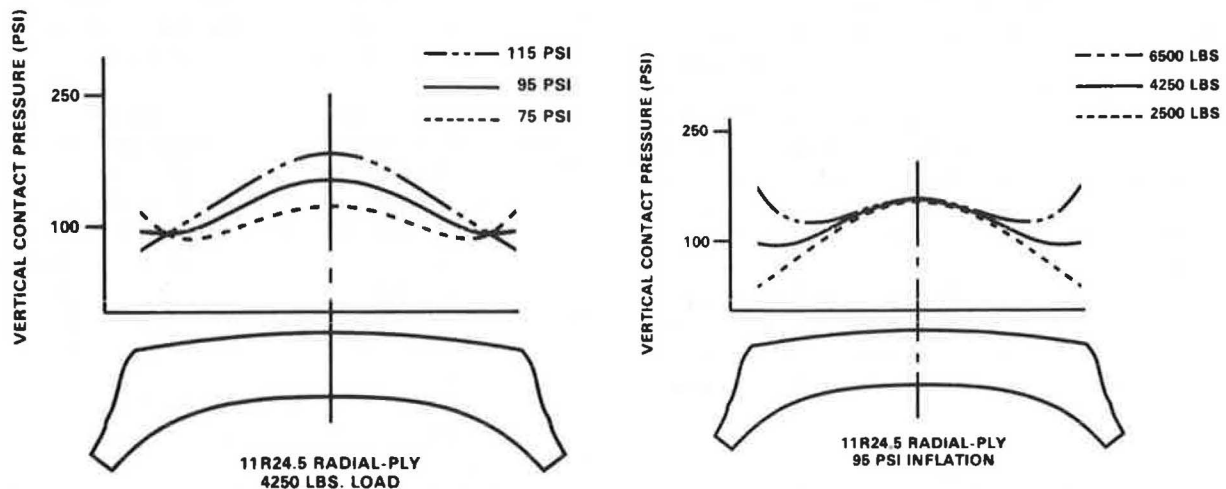 VERTICAL CONTACT PRESSURE (PSI)
250
100
115 PSI
95 PSI
75 PSI
11R24.5 RADIAL-PLY
4250 LBS. LOAD
VERTICAL CONTACT PRESSURE (PSI)
250
100
6500 LBS
4250 LBS
2500 LBS
11R24.5 RADIAL-PLY
95 PSI INFLATION